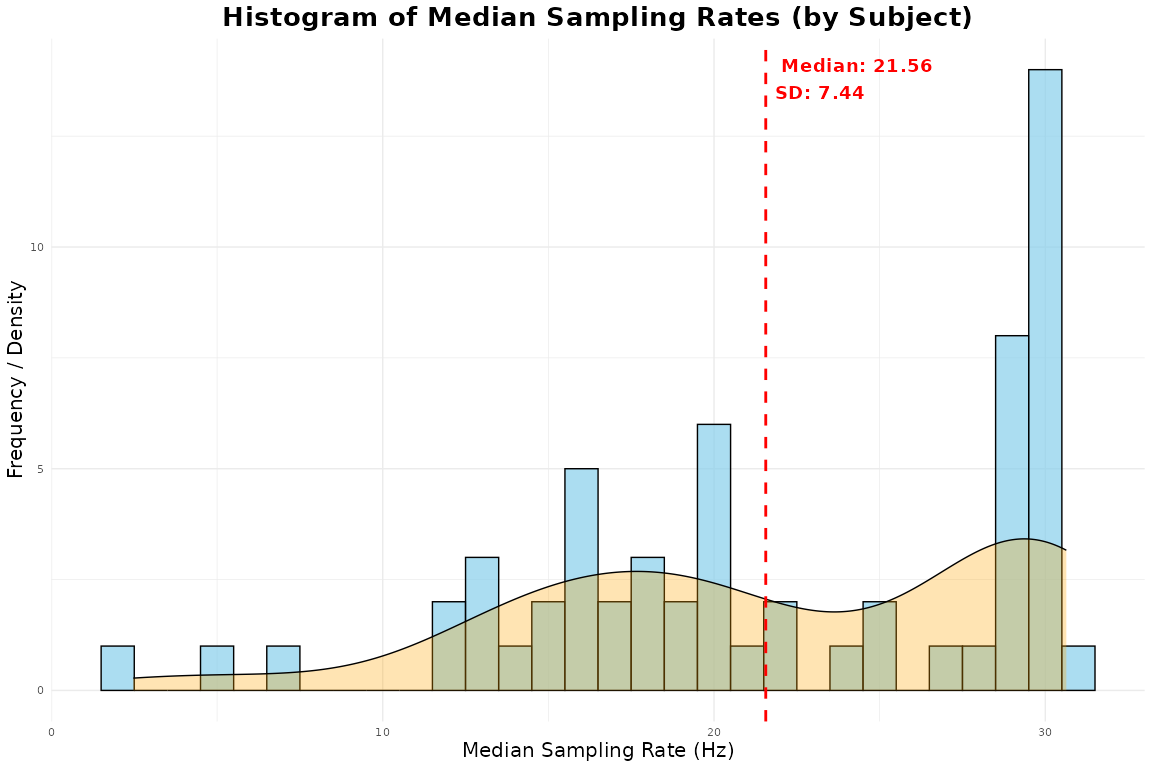 Histogram of Median Sampling Rates (by Subject)
Median: 21.56
SD: 7.44
Frequency / Density
10
5
0
0
10
20
30
Median Sampling Rate (Hz)